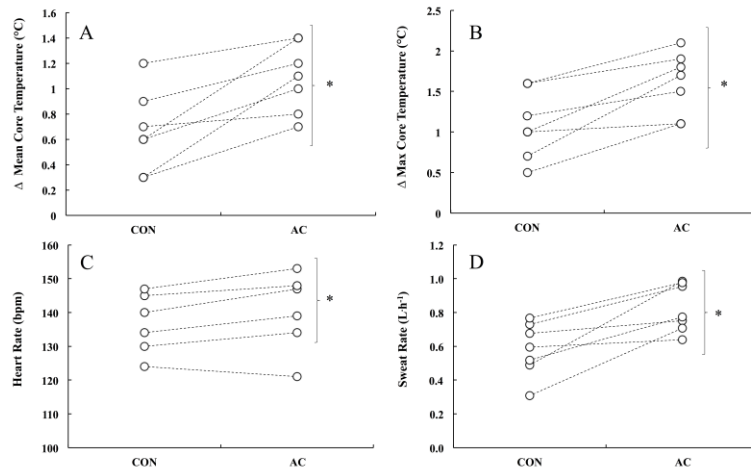 A
Δ Mean Core Temperature (°C)
1.6
1.4
1.2
1
0.8
0.6
0.4
0.2
0
*
CON
AC
B
Δ Max Core Temperature (°C)
2.5
2
1.5
1
0.5
0
*
CON
AC
C
Heart Rate (bpm)
160
150
140
130
120
110
100
*
CON
AC
D
Sweat Rate (L·h⁻¹)
1.2
1.0
0.8
0.6
0.4
0.2
0.0
*
CON
AC